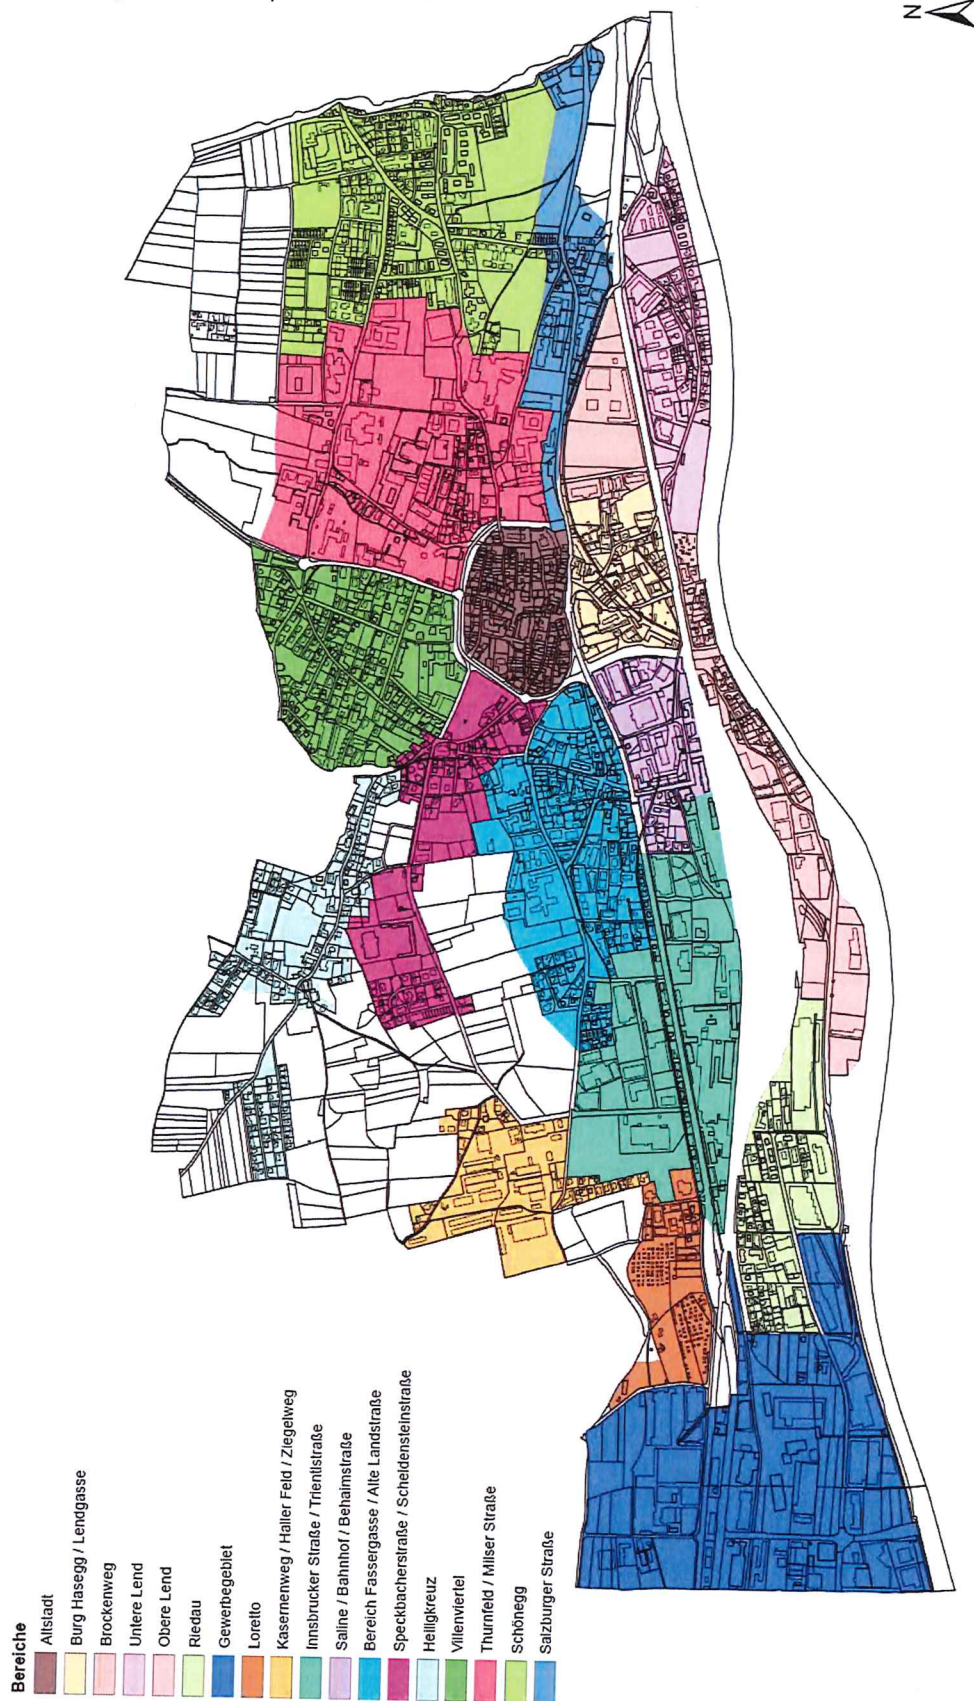 N
Bereiche
Altstadt
Burg Hasegg / Lendgasse
Brockenweg
Untere Lend
Obere Lend
Riedau
Gewerbegebiet
Loretto
Kasernenweg / Haller Feld / Ziegelweg
Innsbrucker Straße / Trientlstraße
Saline / Bahnhof / Behaimstraße
Bereich Fassergasse / Alte Landstraße
Speckbacherstraße / Scheidensteinstraße
Heiligkreuz
Villenviertel
Thurnfeld / Milser Straße
Schönegg
Salzburger Straße